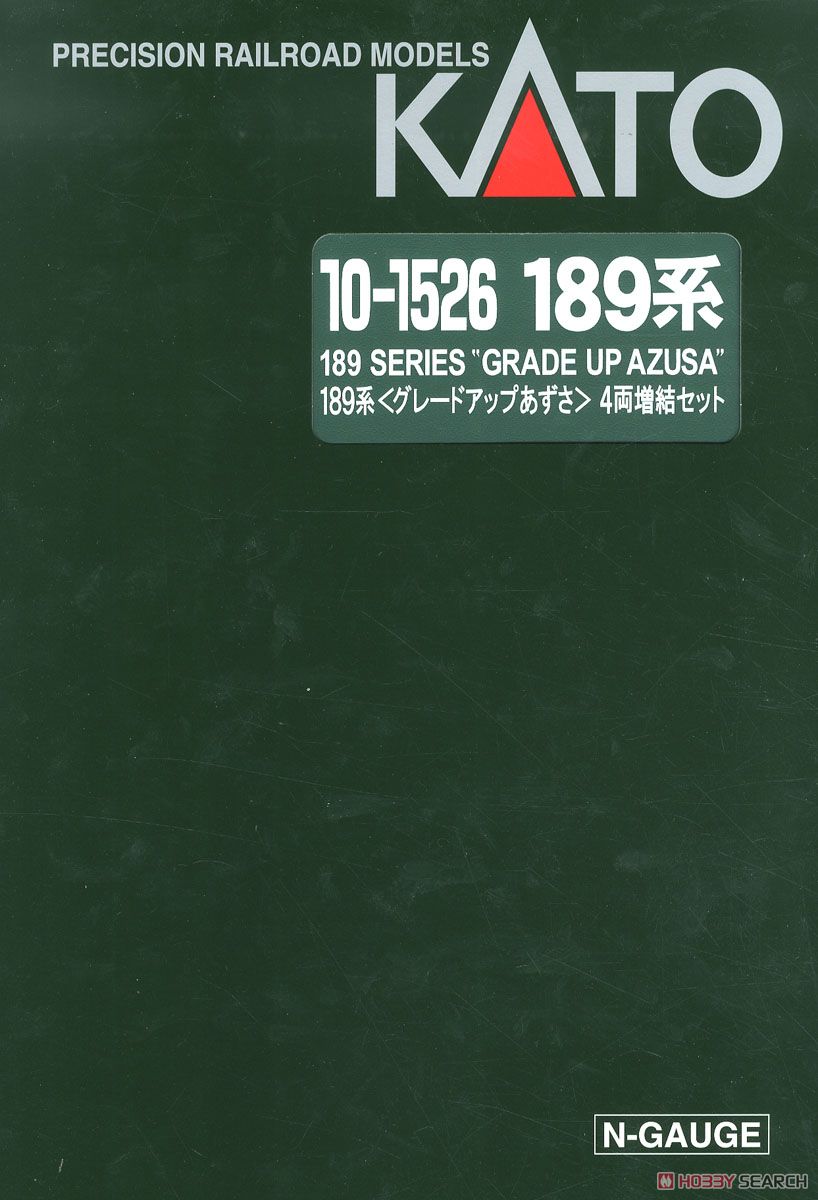 PRECISION RAILROAD MODELS
KATO
10-1526 189系
189 SERIES "GRADE UP AZUSA"
189系<グレードアップあずさ> 4両増結セット
N-GAUGE
HOBBY SEARCH